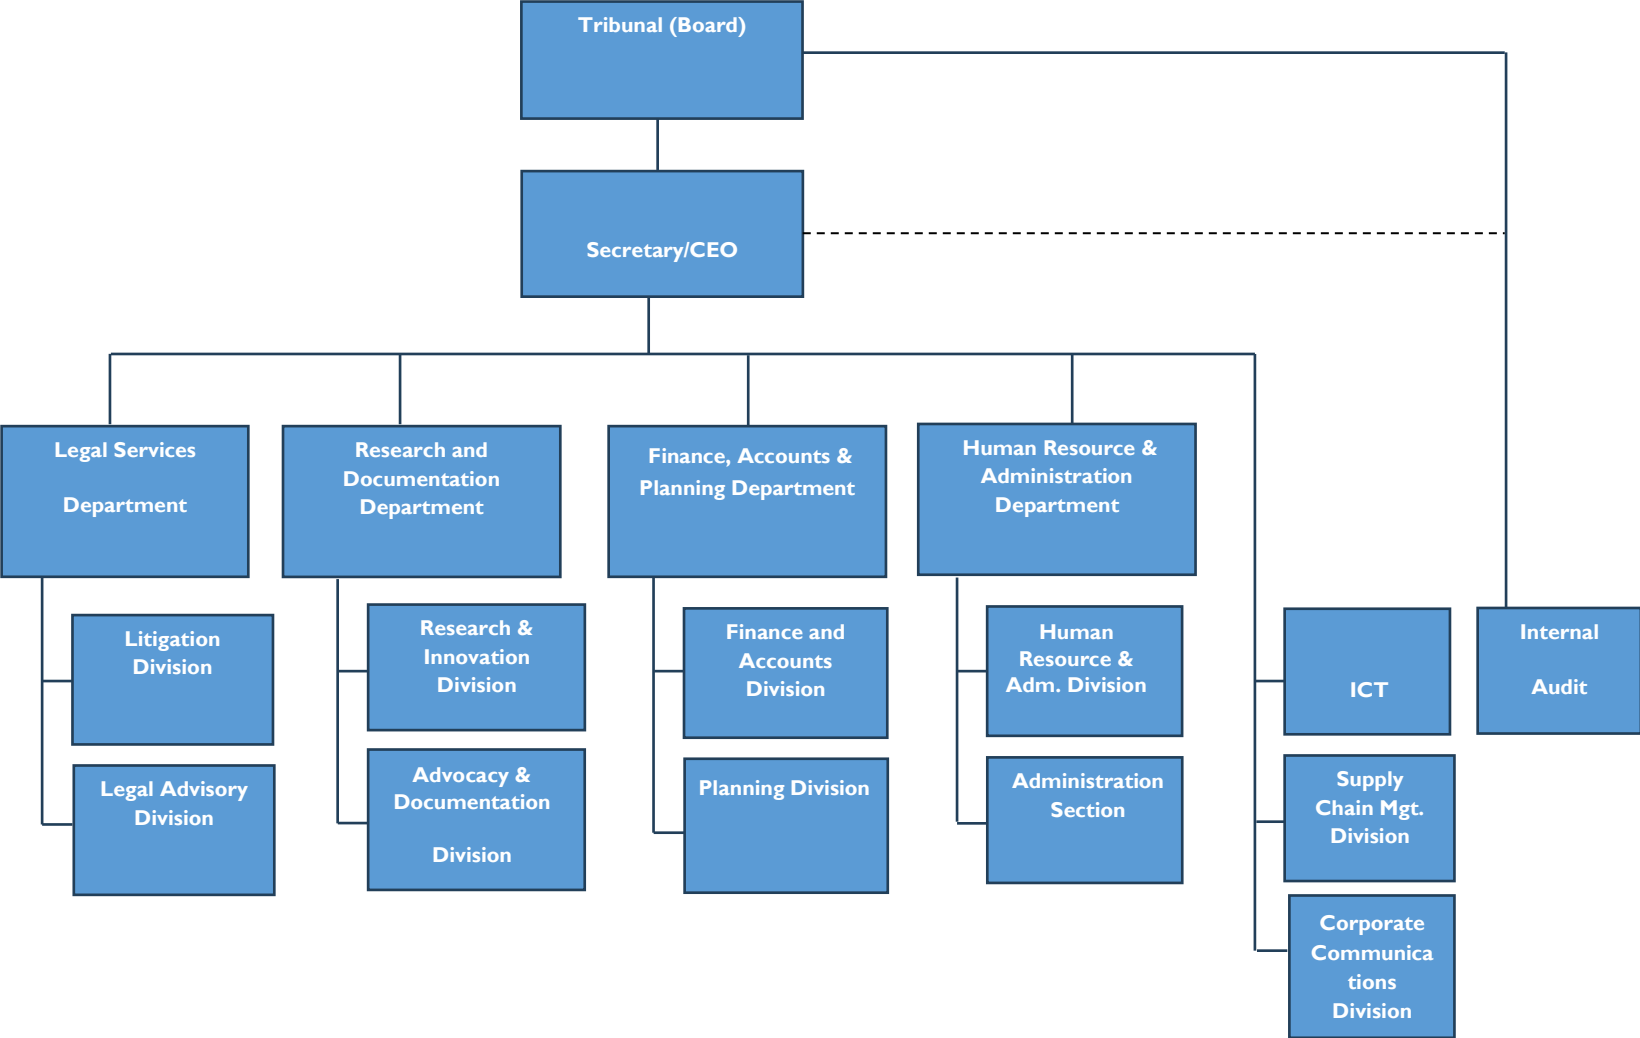 Tribunal (Board)
Secretary/CEO
Legal Services
Department
Research and
Documentation
Department
Finance, Accounts &
Planning Department
Human Resource &
Administration
Department
Litigation
Division
Legal Advisory
Division
Research &
Innovation
Division
Advocacy &
Documentation
Division
Finance and
Accounts
Division
Planning Division
Human
Resource &
Adm. Division
Administration
Section
ICT
Supply
Chain Mgt.
Division
Corporate
Communica
tions
Division
Internal
Audit